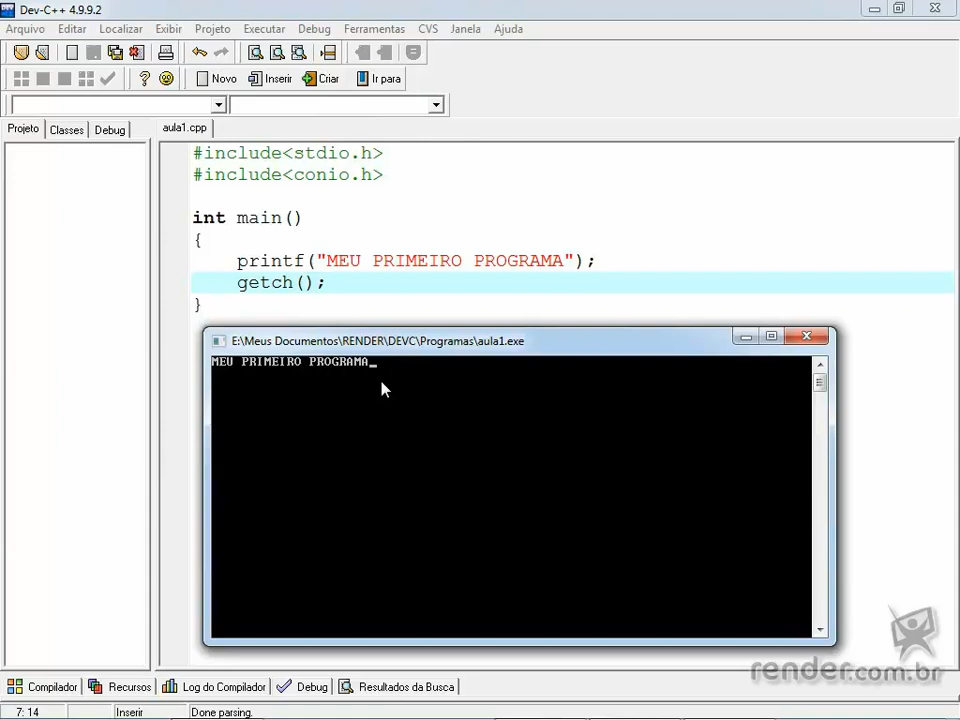 Dev-C++ 4.9.9.2
Arquivo Editar Localizar Exibir Projeto Executar Debug Ferramentas CVS Janela Ajuda
Novo Inserir Criar Ir para
Projeto Classes Debug aula1.cpp
#include<stdio.h>
#include<conio.h>
int main()
{
printf("MEU PRIMEIRO PROGRAMA");
getch();
}
E:\Meus Documentos\RENDER\DEVC\Programas\aula1.exe
MEU PRIMEIRO PROGRAMA_
render.com.br
Compilador Recursos Log do Compilador Debug Resultados da Busca
7: 14 Inserir Done parsing.